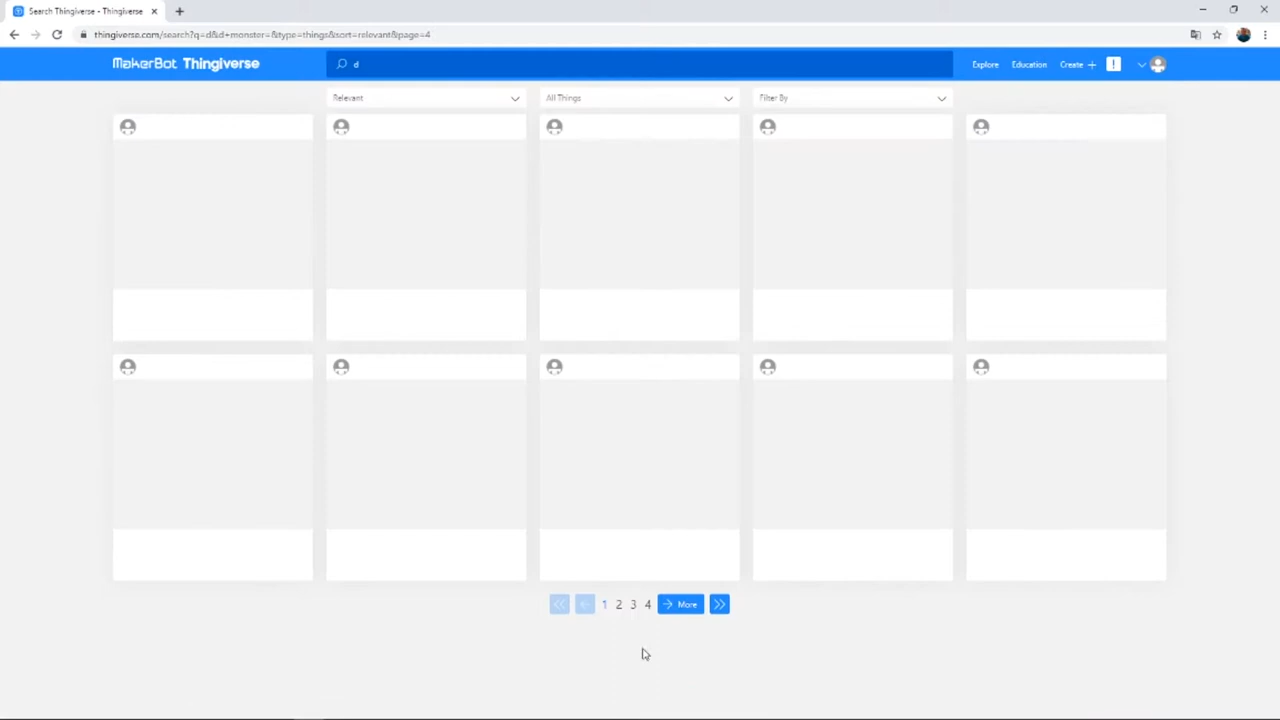 Search Thingiverse - Thingiverse
thingiverse.com/search?q=d&d+monster=&type=things&sort=relevant&page=4
MakerBot Thingiverse
d
Explore Education Create +
Relevant
All Things
Filter By
1 2 3 4 More